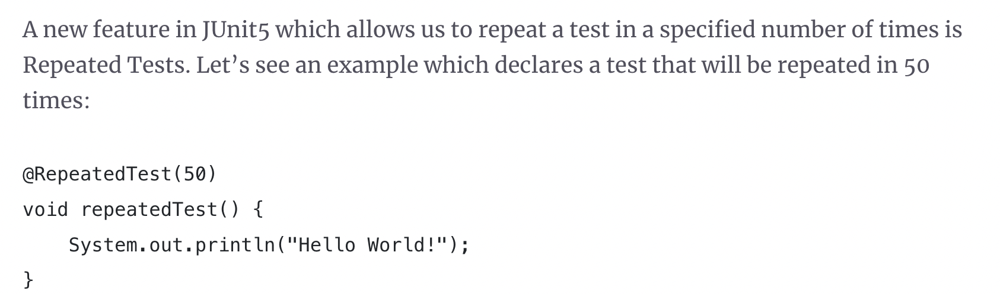 A new feature in JUnit5 which allows us to repeat a test in a specified number of times is
Repeated Tests. Let’s see an example which declares a test that will be repeated in 50
times:
@RepeatedTest(50)
void repeatedTest() {
    System.out.println("Hello World!");
}